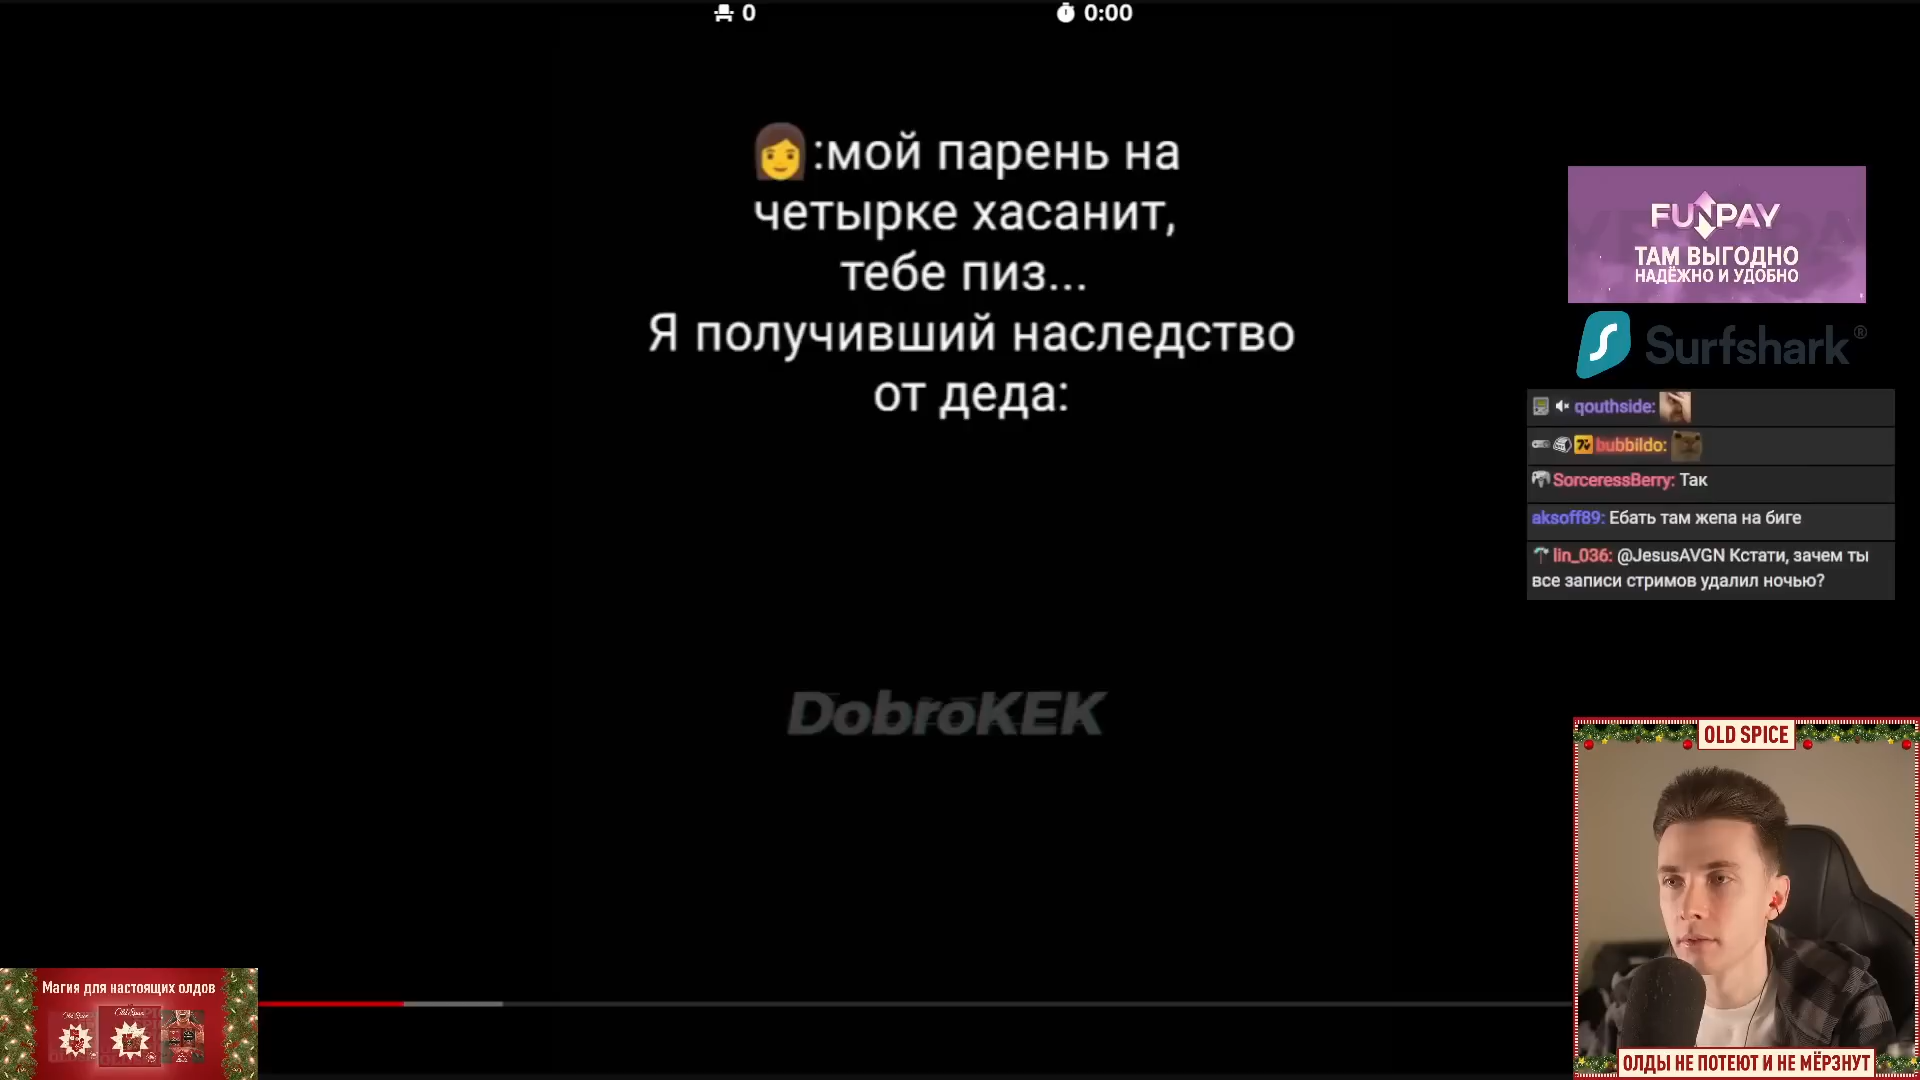 0
0:00
👩:мой парень на
четырке хасанит,
тебе пиз...
Я получивший наследство
от деда:
DobroKEK
FUNPAY
ТАМ ВЫГОДНО
НАДЁЖНО И УДОБНО
Surfshark®
qouthside:
bubbildo:
SorceressBerry: Так
aksoff89: Ебать там жепа на биге
lin_036: @JesusAVGN Кстати, зачем ты
все записи стримов удалил ночью?
OLD SPICE
ОЛДЫ НЕ ПОТЕЮТ И НЕ МЁРЗНУТ
Магия для настоящих олдов